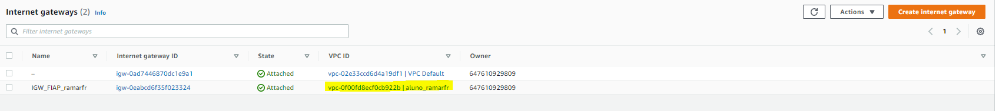 Internet gateways (2) Info Actions Create internet gateway
Filter internet gateways 1
Name Internet gateway ID State VPC ID Owner
– igw-0ad7446870dc1e9a1 Attached vpc-02e33ccd6d4a19df1 | VPC Default 647610929809
IGW_FIAP_ramarfr igw-0eabcd6f35f023324 Attached vpc-0f00fd8ecf0cb922b | aluno_ramarfr 647610929809